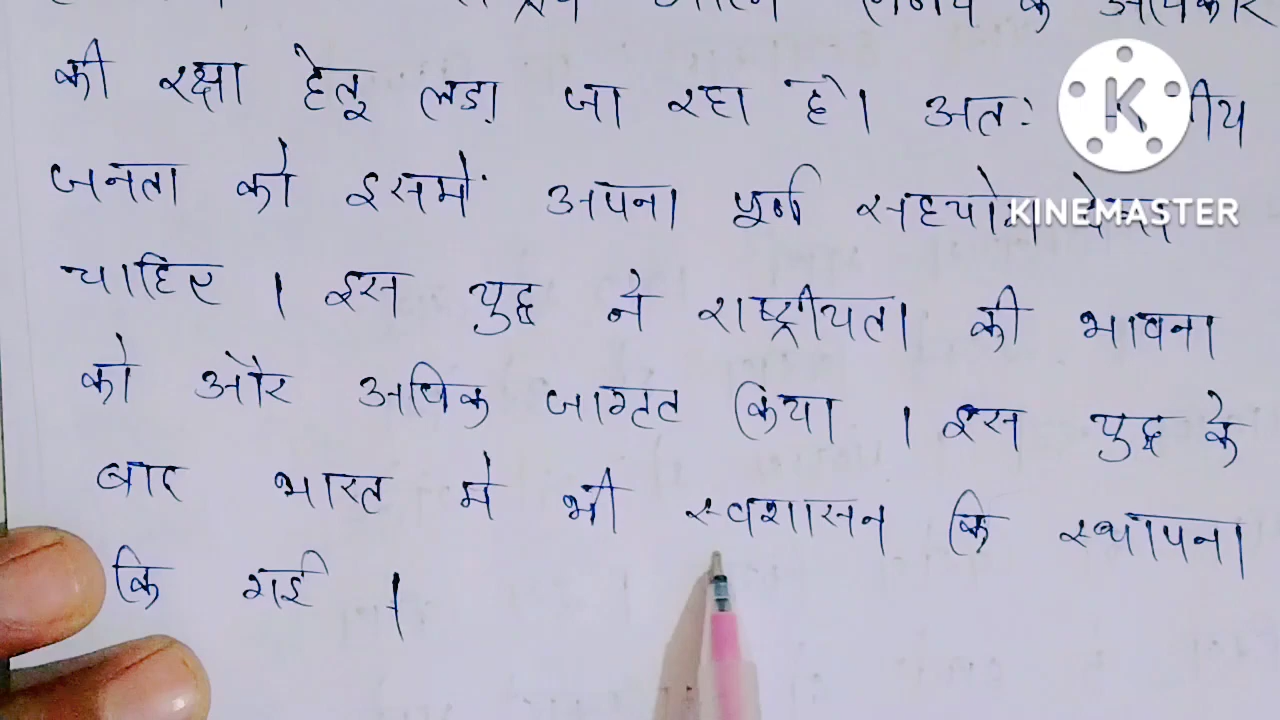 की रक्षा हेतू लडा़ जा रहा है। अतः
जनता को इसमें अपना पूर्ण सहयोग देना
चाहिए । इस युद्ध ने राष्ट्रीयता की भावना
को और अधिक जागृत किया । इस युद्ध के
बाद भारत मे भी स्वशासन कि स्थापना
कि गई ।
KINEMASTER